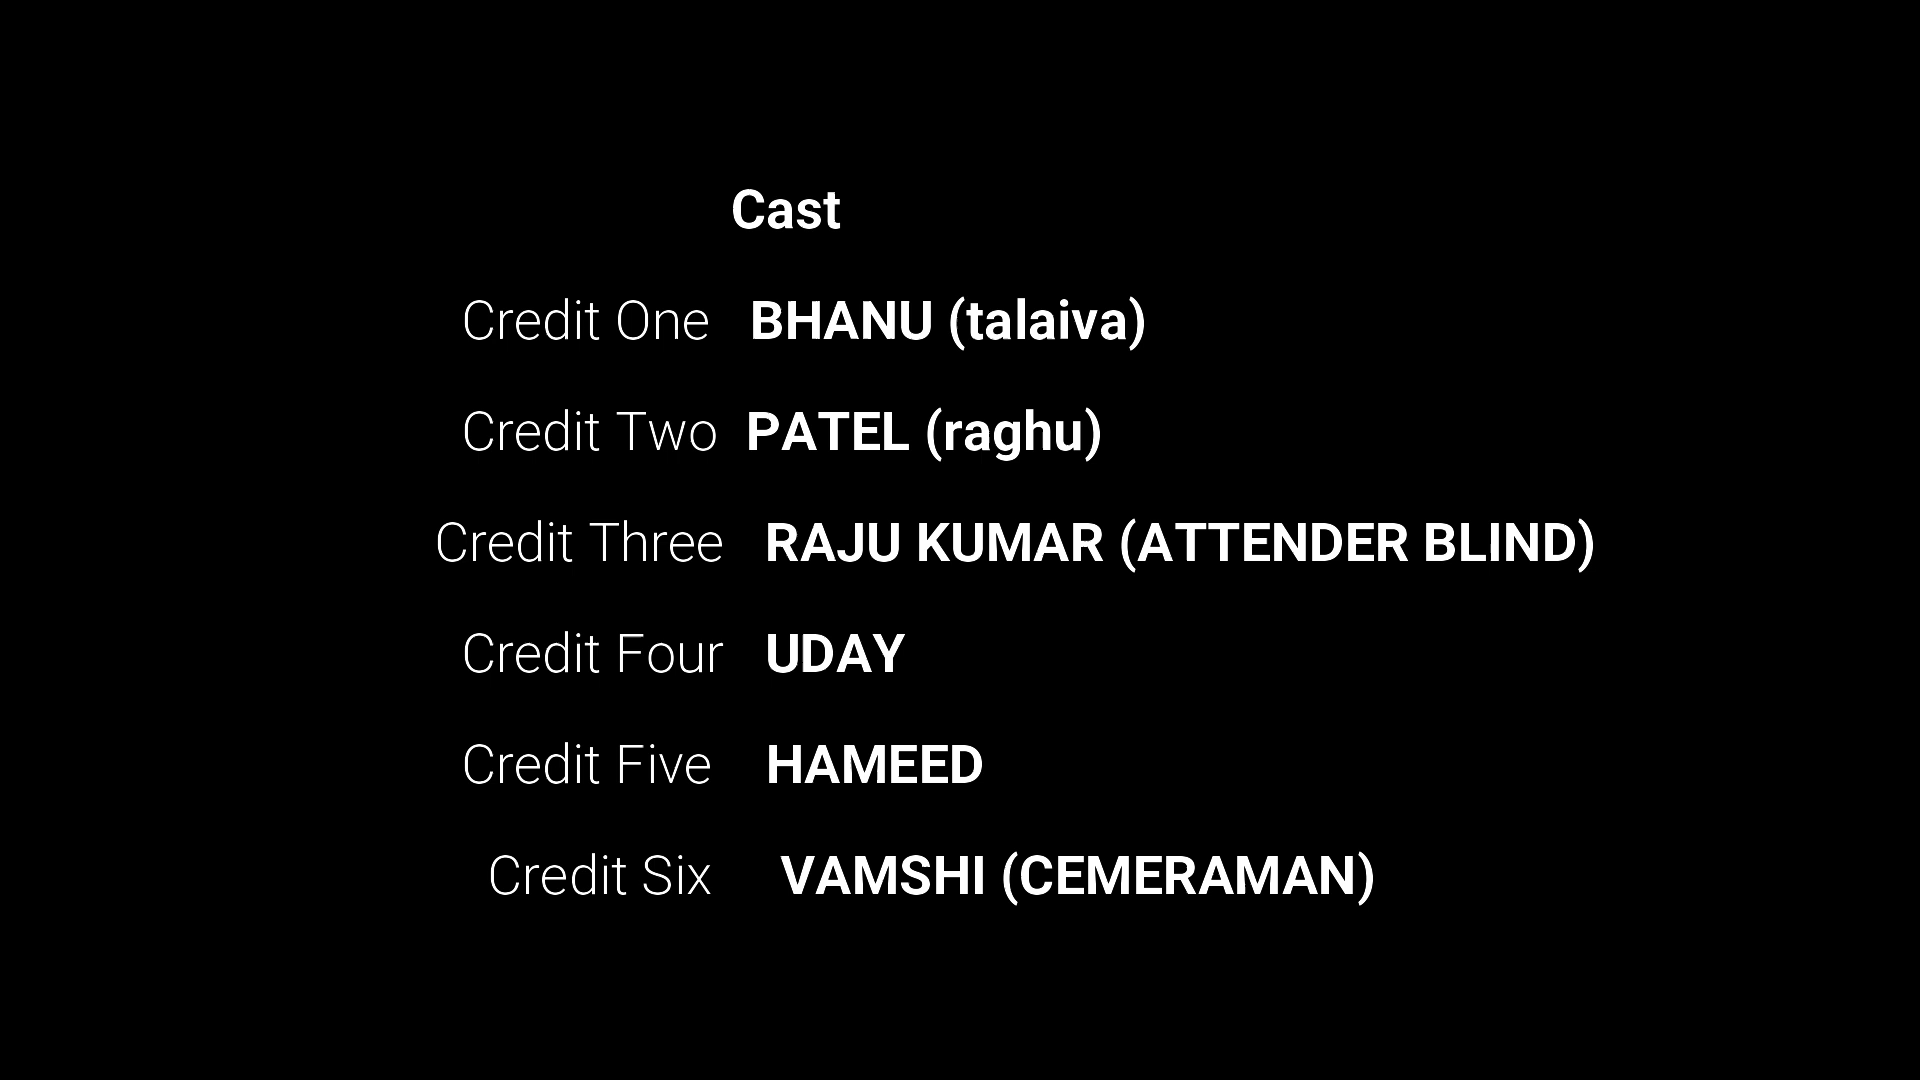 Cast
Credit One BHANU (talaiva)
Credit Two PATEL (raghu)
Credit Three RAJU KUMAR (ATTENDER BLIND)
Credit Four UDAY
Credit Five HAMEED
Credit Six VAMSHI (CEMERAMAN)